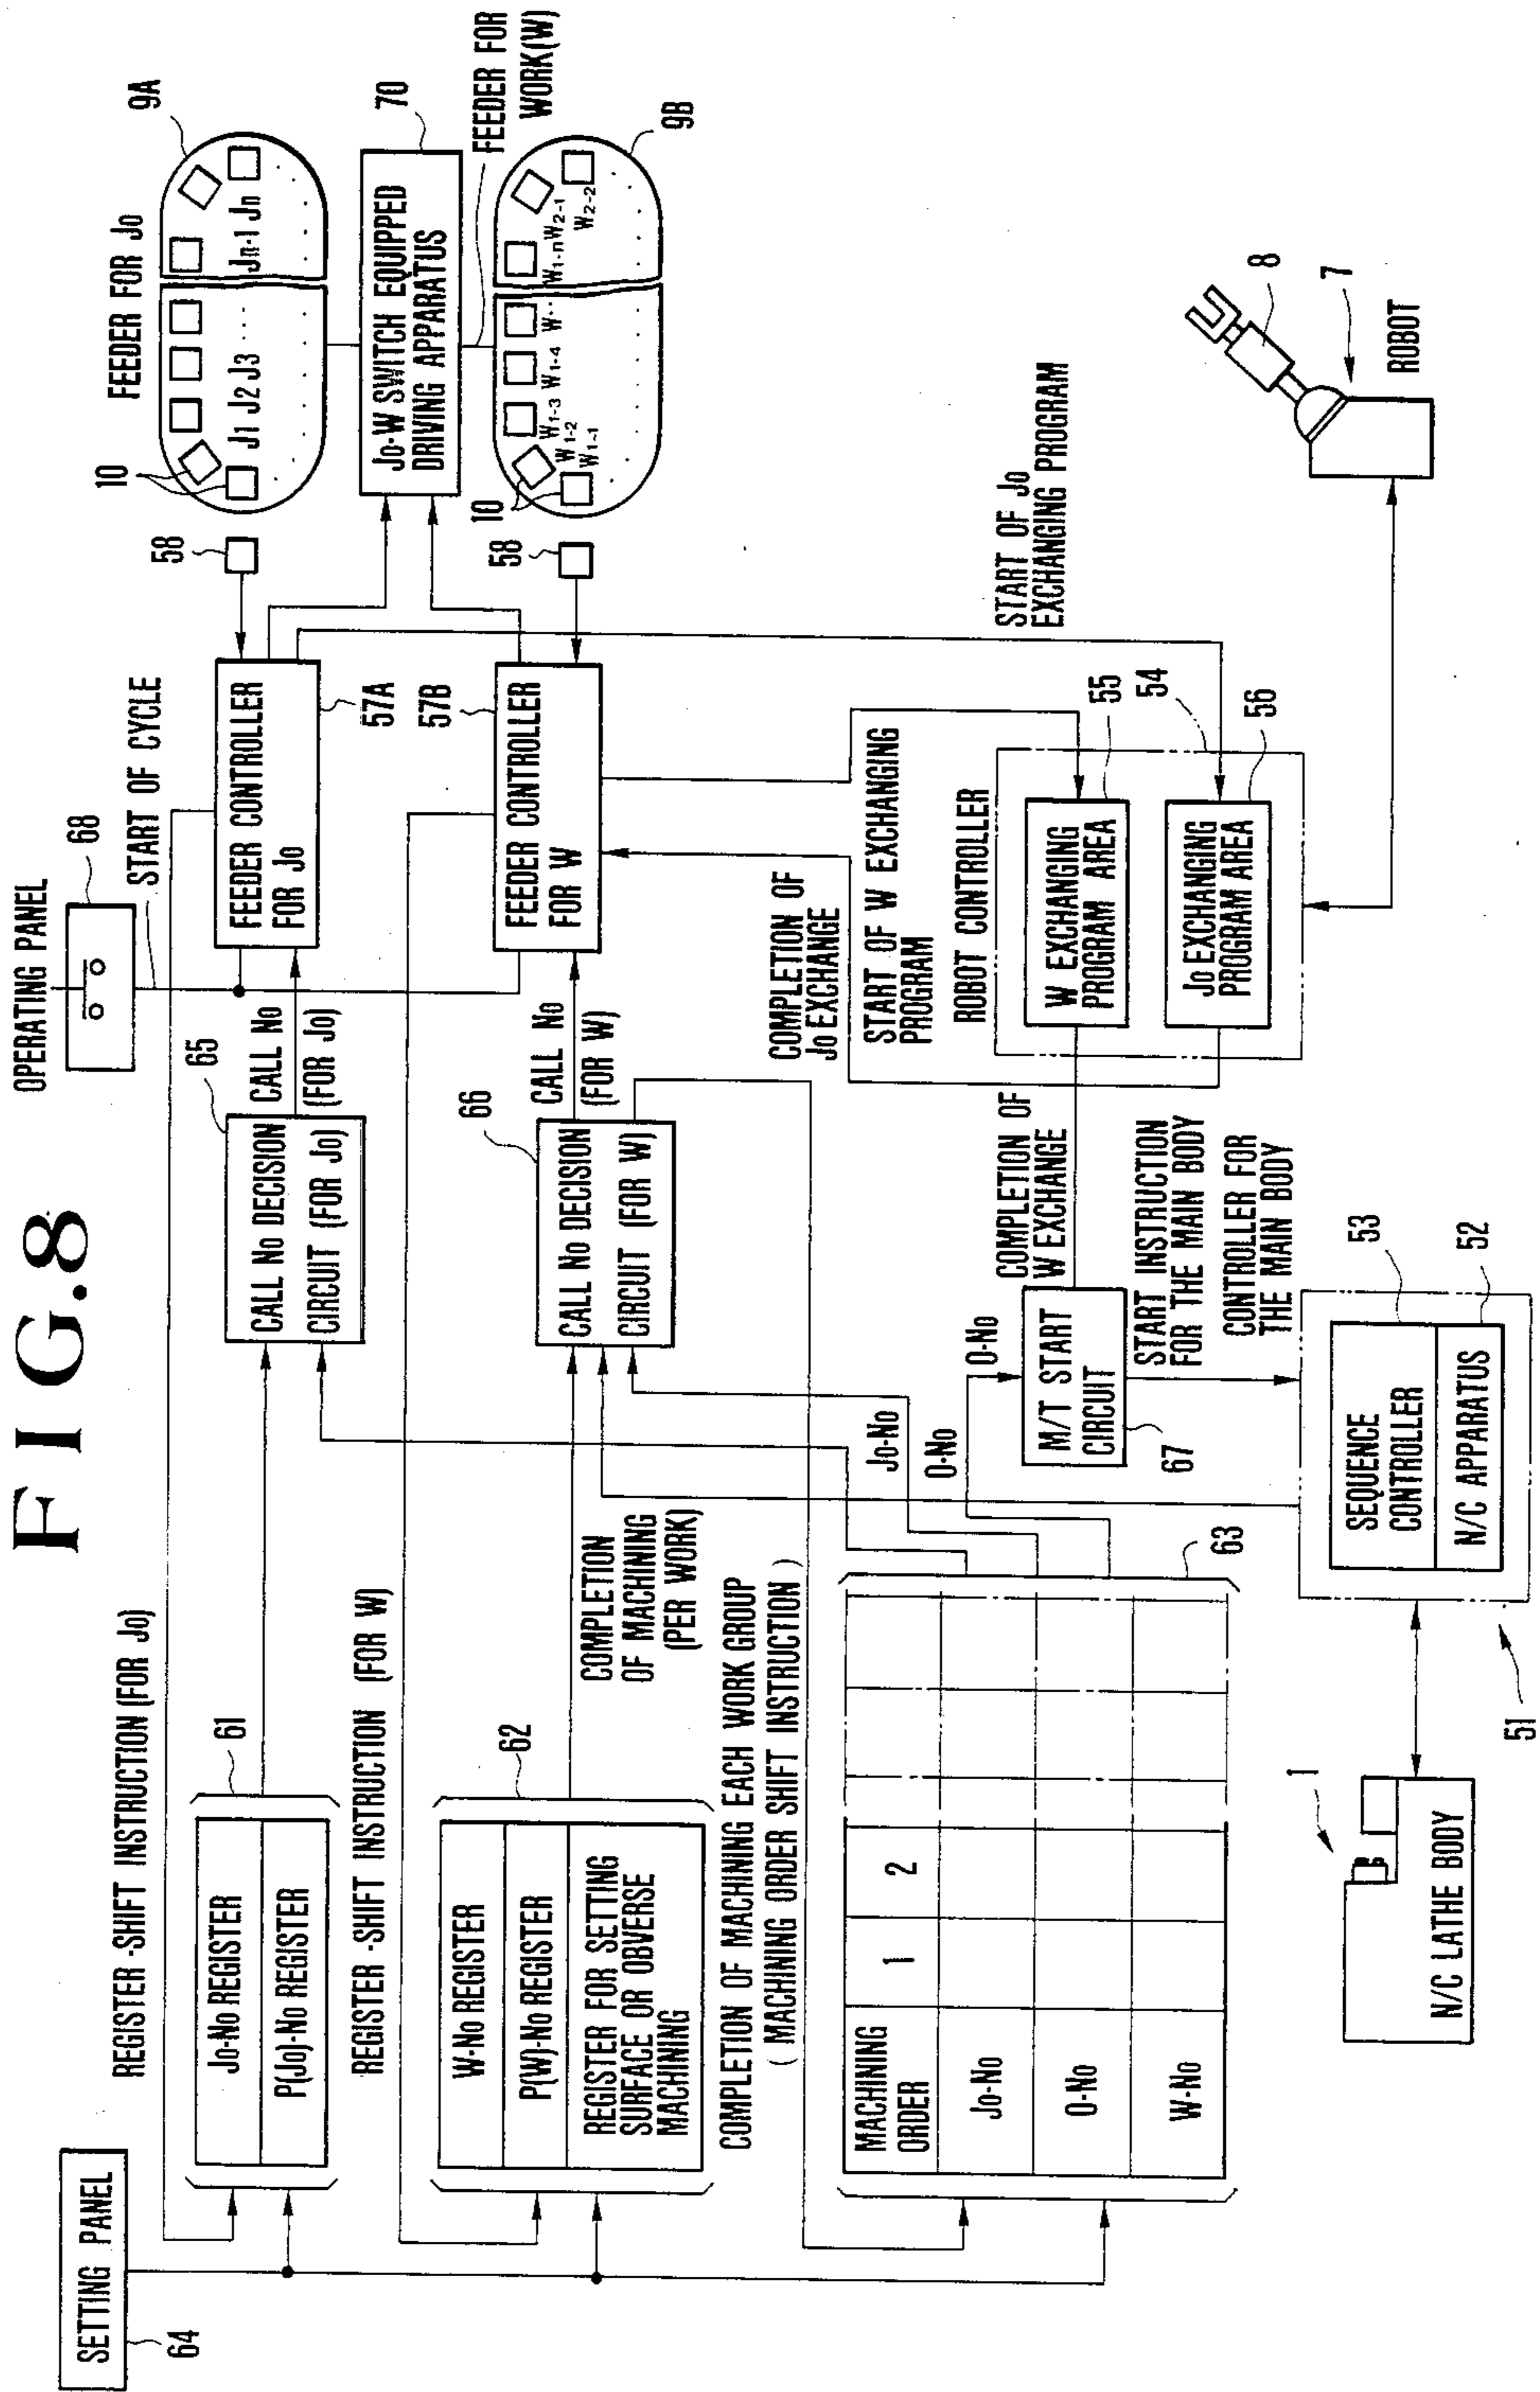 FIG.8
SETTING PANEL
64
REGISTER-SHIFT INSTRUCTION (FOR Jo)
61
Jo-No REGISTER
P(Jo)-No REGISTER
REGISTER-SHIFT INSTRUCTION (FOR W)
62
W-No REGISTER
P(W)-No REGISTER
REGISTER FOR SETTING
SURFACE OR OBVERSE
MACHINING
COMPLETION
OF MACHINING
(PER WORK)
COMPLETION OF MACHINING EACH WORK GROUP
( MACHINING ORDER SHIFT INSTRUCTION )
63
MACHINING
ORDER
1
2
Jo-No
O-No
W-No
OPERATING PANEL
68
START OF CYCLE
65
CALL No DECISION
CIRCUIT (FOR Jo)
CALL No
(FOR Jo)
66
CALL No DECISION
CIRCUIT (FOR W)
CALL No
(FOR W)
FEEDER CONTROLLER
FOR Jo
57A
FEEDER CONTROLLER
FOR W
57B
58
58
FEEDER FOR Jo
9A
10
J1 J2 J3 ...
Jn-1 Jn
J0-W SWITCH EQUIPPED
DRIVING APPARATUS
70
FEEDER FOR
WORK(W)
9B
10
W1-1
W1-2
W1-3
W1-4
W..
W1-n
W2-1
W2-2
Jo-No
O-No
O-No
M/T START
CIRCUIT
67
COMPLETION OF
W EXCHANGE
START INSTRUCTION
FOR THE MAIN BODY
CONTROLLER FOR
THE MAIN BODY
COMPLETION OF
Jo EXCHANGE
START OF W EXCHANGING
PROGRAM
START OF Jo
EXCHANGING PROGRAM
ROBOT CONTROLLER
54
W EXCHANGING
PROGRAM AREA
55
Jo EXCHANGING
PROGRAM AREA
56
8
7
ROBOT
SEQUENCE
CONTROLLER
53
N/C APPARATUS
52
51
1
N/C LATHE BODY